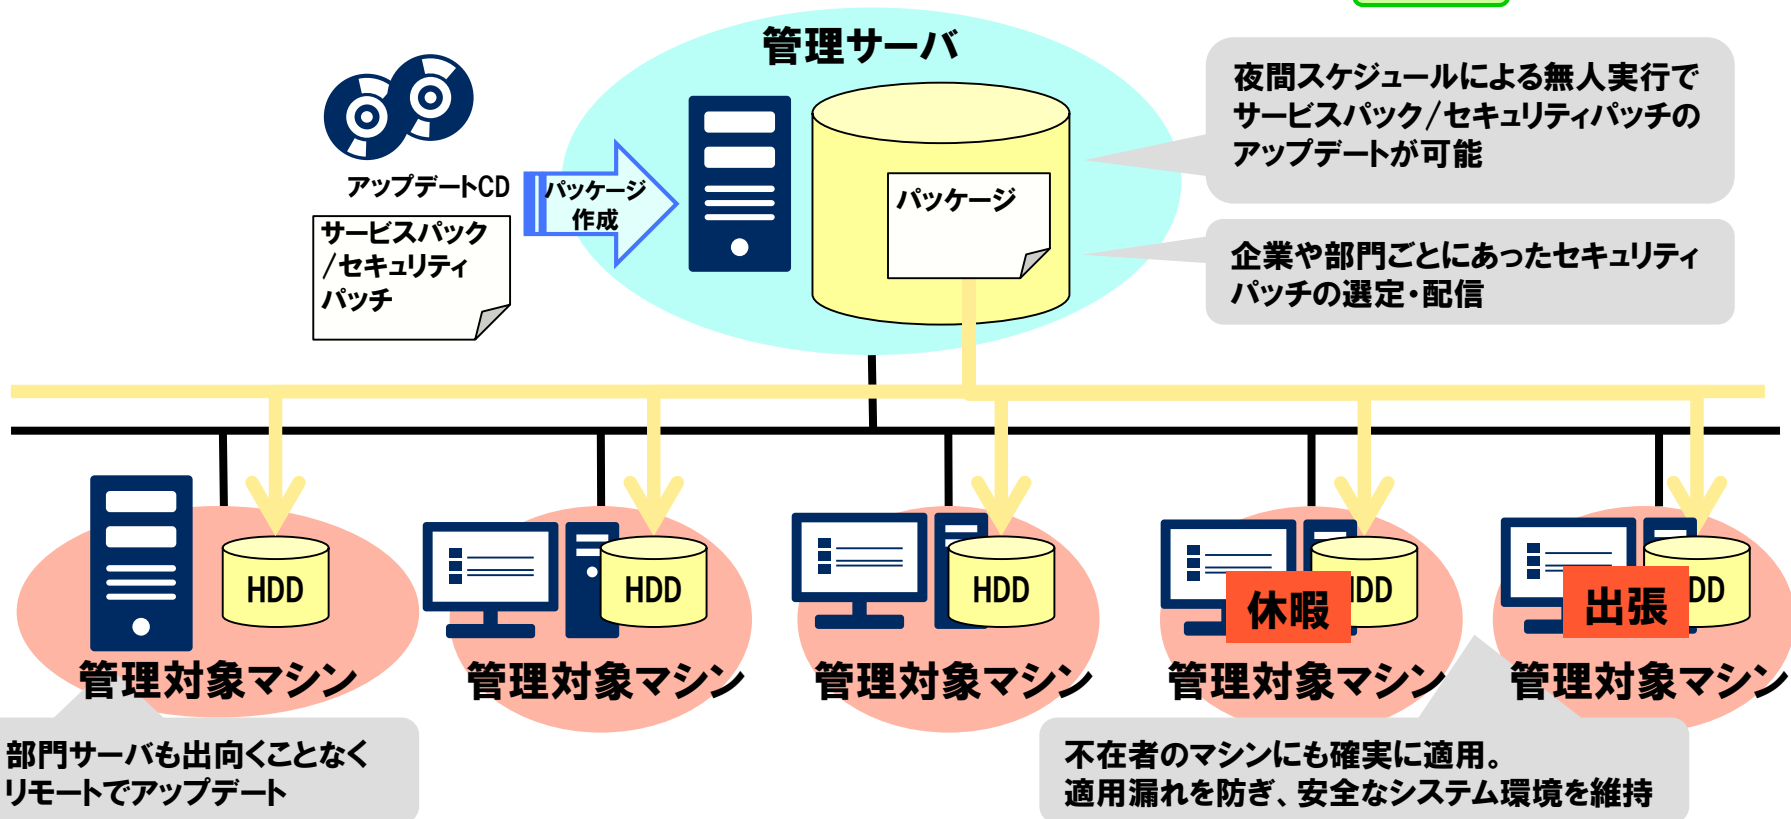 管理サーバ
夜間スケジュールによる無人実行で
サービスパック/セキュリティパッチの
アップデートが可能
アップデートCD
パッケージ
作成
パッケージ
サービスパック
/セキュリティ
パッチ
企業や部門ごとにあったセキュリティ
パッチの選定・配信
HDD
HDD
HDD
休暇
DD
出張
DD
管理対象マシン
管理対象マシン
管理対象マシン
管理対象マシン
管理対象マシン
部門サーバも出向くことなく
リモートでアップデート
不在者のマシンにも確実に適用。
適用漏れを防ぎ、安全なシステム環境を維持